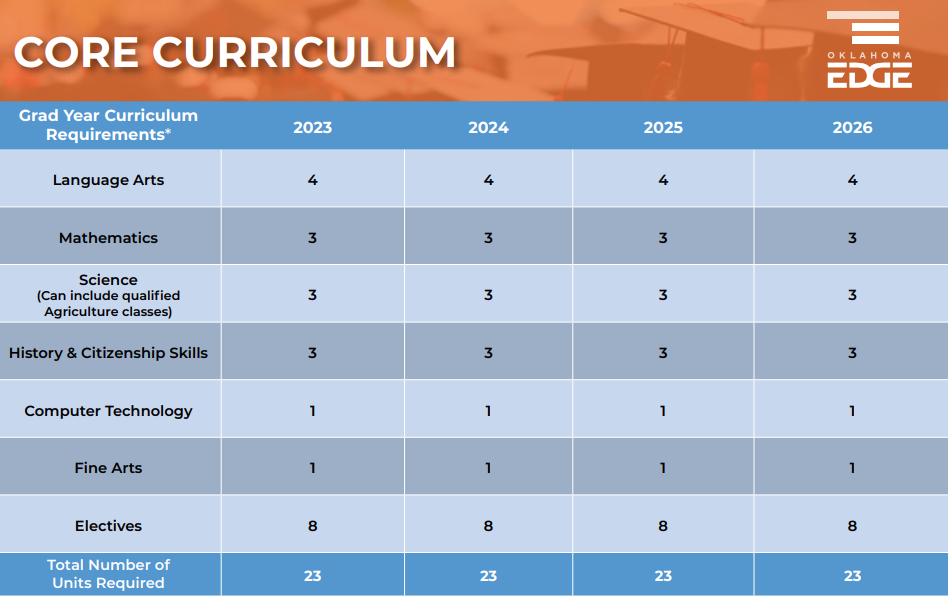 CORE CURRICULUM
OKLAHOMA
EDGE
Grad Year Curriculum
Requirements*
2023
2024
2025
2026
Language Arts
4
4
4
4
Mathematics
3
3
3
3
Science
(Can include qualified
Agriculture classes)
3
3
3
3
History & Citizenship Skills
3
3
3
3
Computer Technology
1
1
1
1
Fine Arts
1
1
1
1
Electives
8
8
8
8
Total Number of
Units Required
23
23
23
23